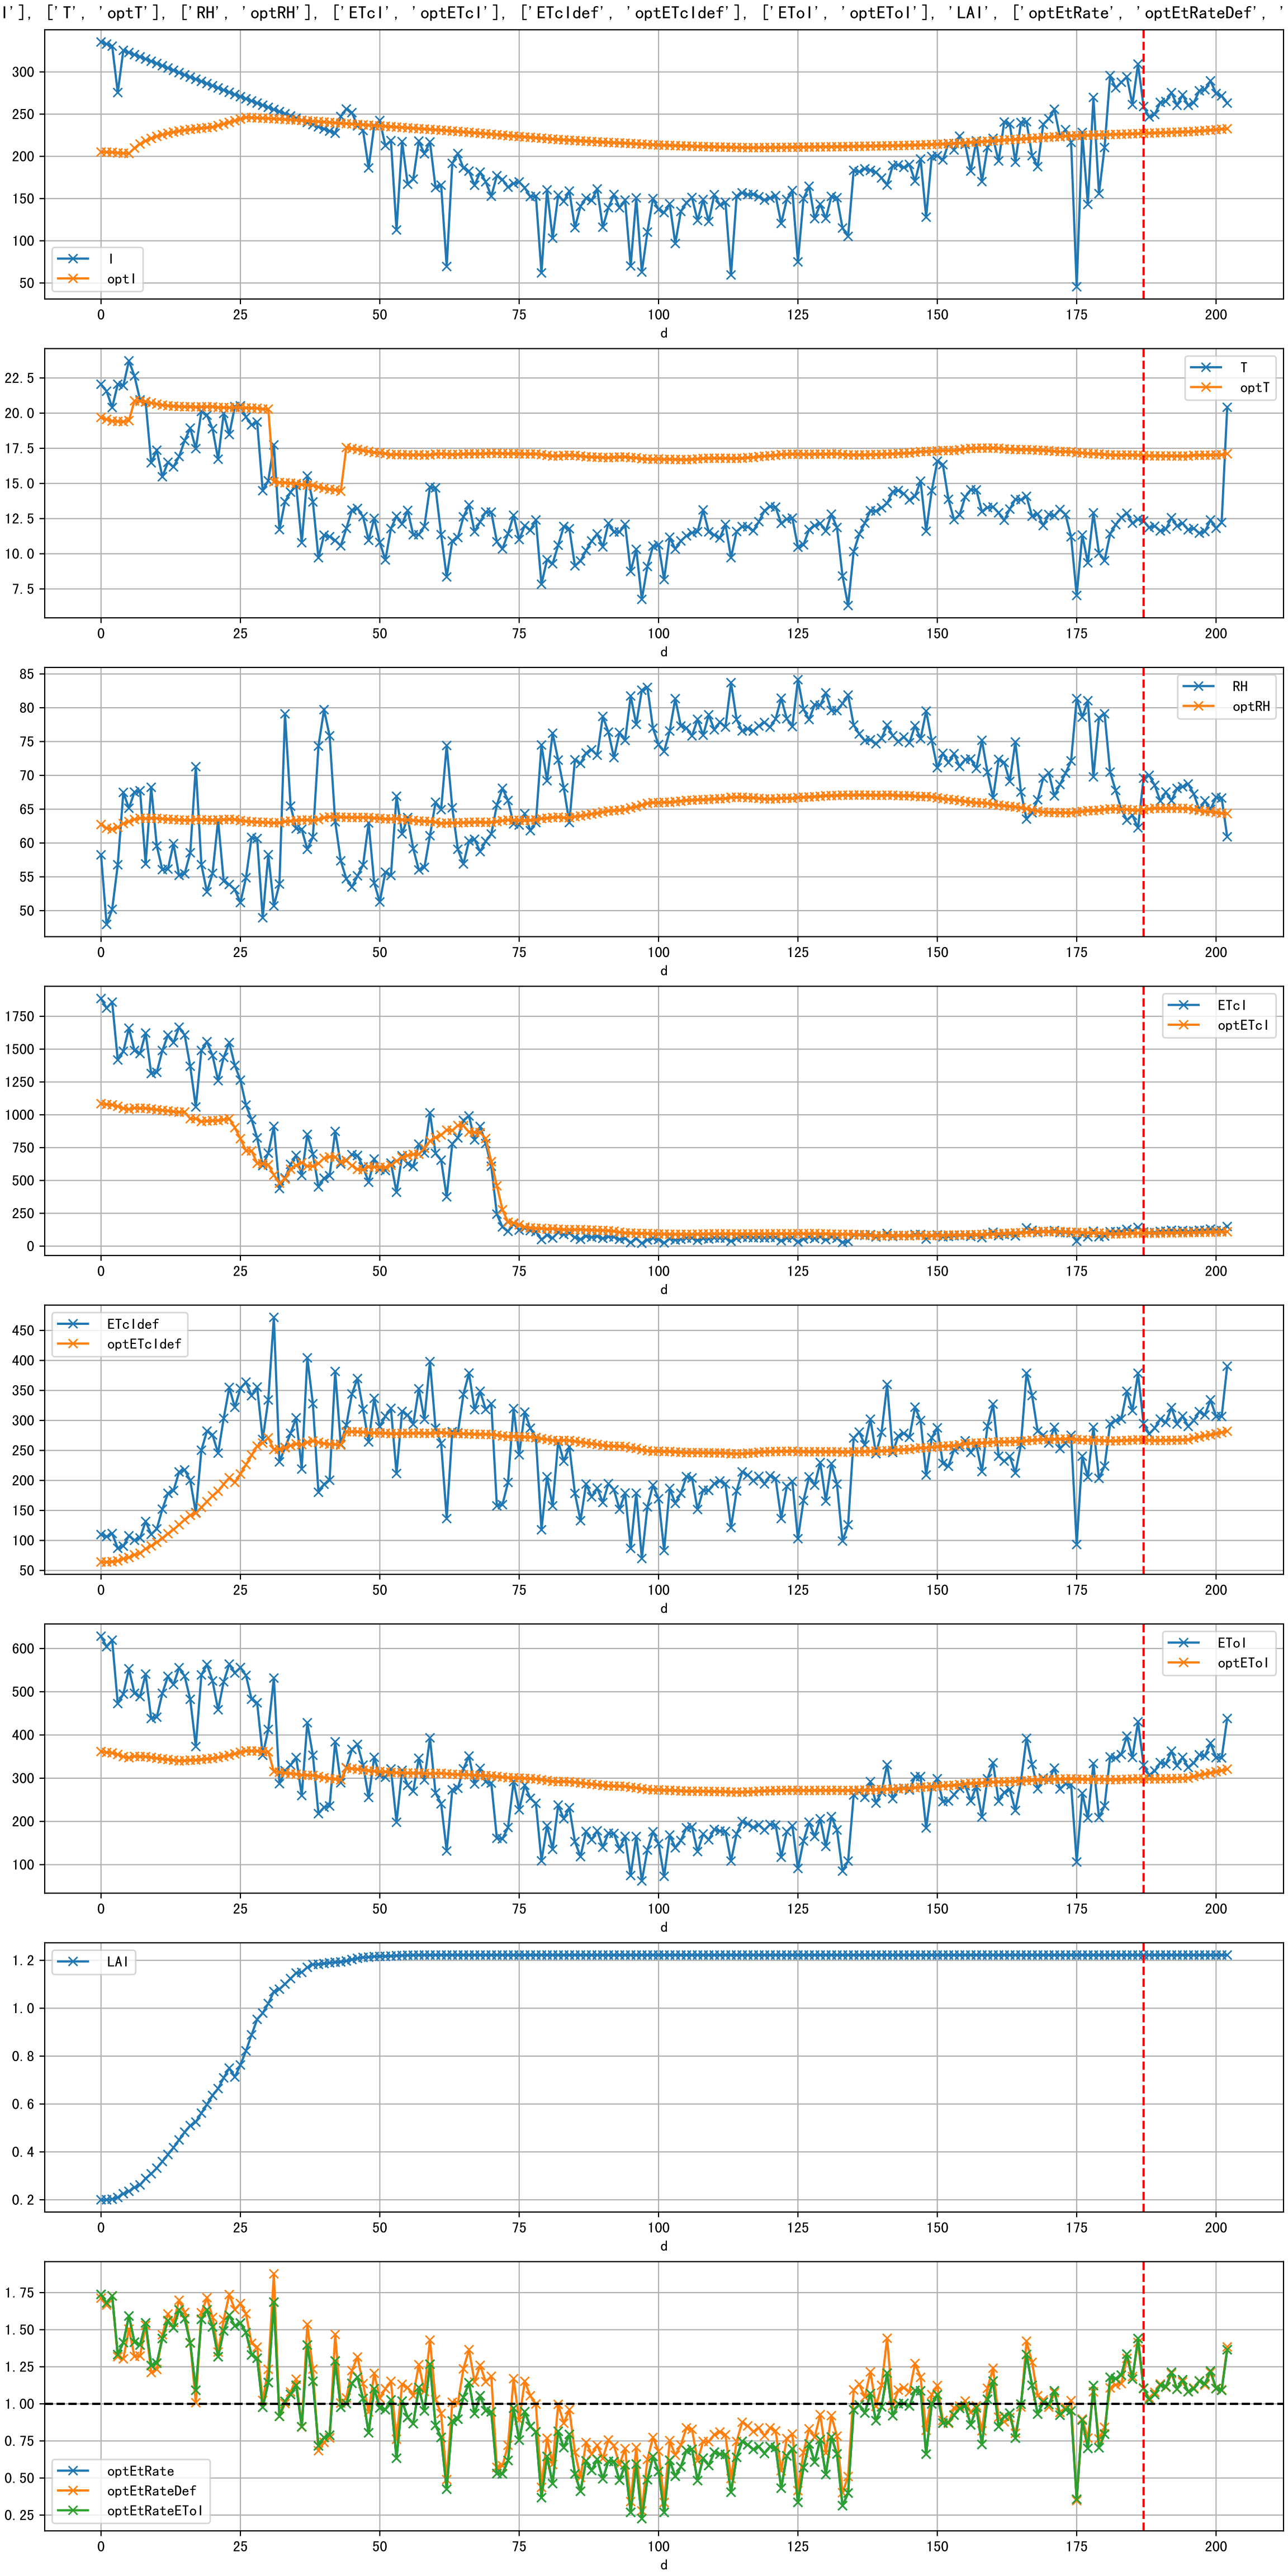 I'], ['T', 'optT'], ['RH', 'optRH'], ['ETcI', 'optETcI'], ['ETcIdef', 'optETcIdef'], ['EToI', 'optEToI'], 'LAI', ['optEtRate', 'optEtRateDef', '
300
250
200
150
100
50
I
optI
0 25 50 75 100 125 150 175 200
d
22.5
20.0
17.5
15.0
12.5
10.0
7.5
T
optT
0 25 50 75 100 125 150 175 200
d
85
80
75
70
65
60
55
50
RH
optRH
0 25 50 75 100 125 150 175 200
d
1750
1500
1250
1000
750
500
250
0
ETcI
optETcI
0 25 50 75 100 125 150 175 200
d
450
400
350
300
250
200
150
100
50
ETcIdef
optETcIdef
0 25 50 75 100 125 150 175 200
d
600
500
400
300
200
100
EToI
optEToI
0 25 50 75 100 125 150 175 200
d
1.2
1.0
0.8
0.6
0.4
0.2
LAI
0 25 50 75 100 125 150 175 200
d
1.75
1.50
1.25
1.00
0.75
0.50
0.25
optEtRate
optEtRateDef
optEtRateEToI
0 25 50 75 100 125 150 175 200
d